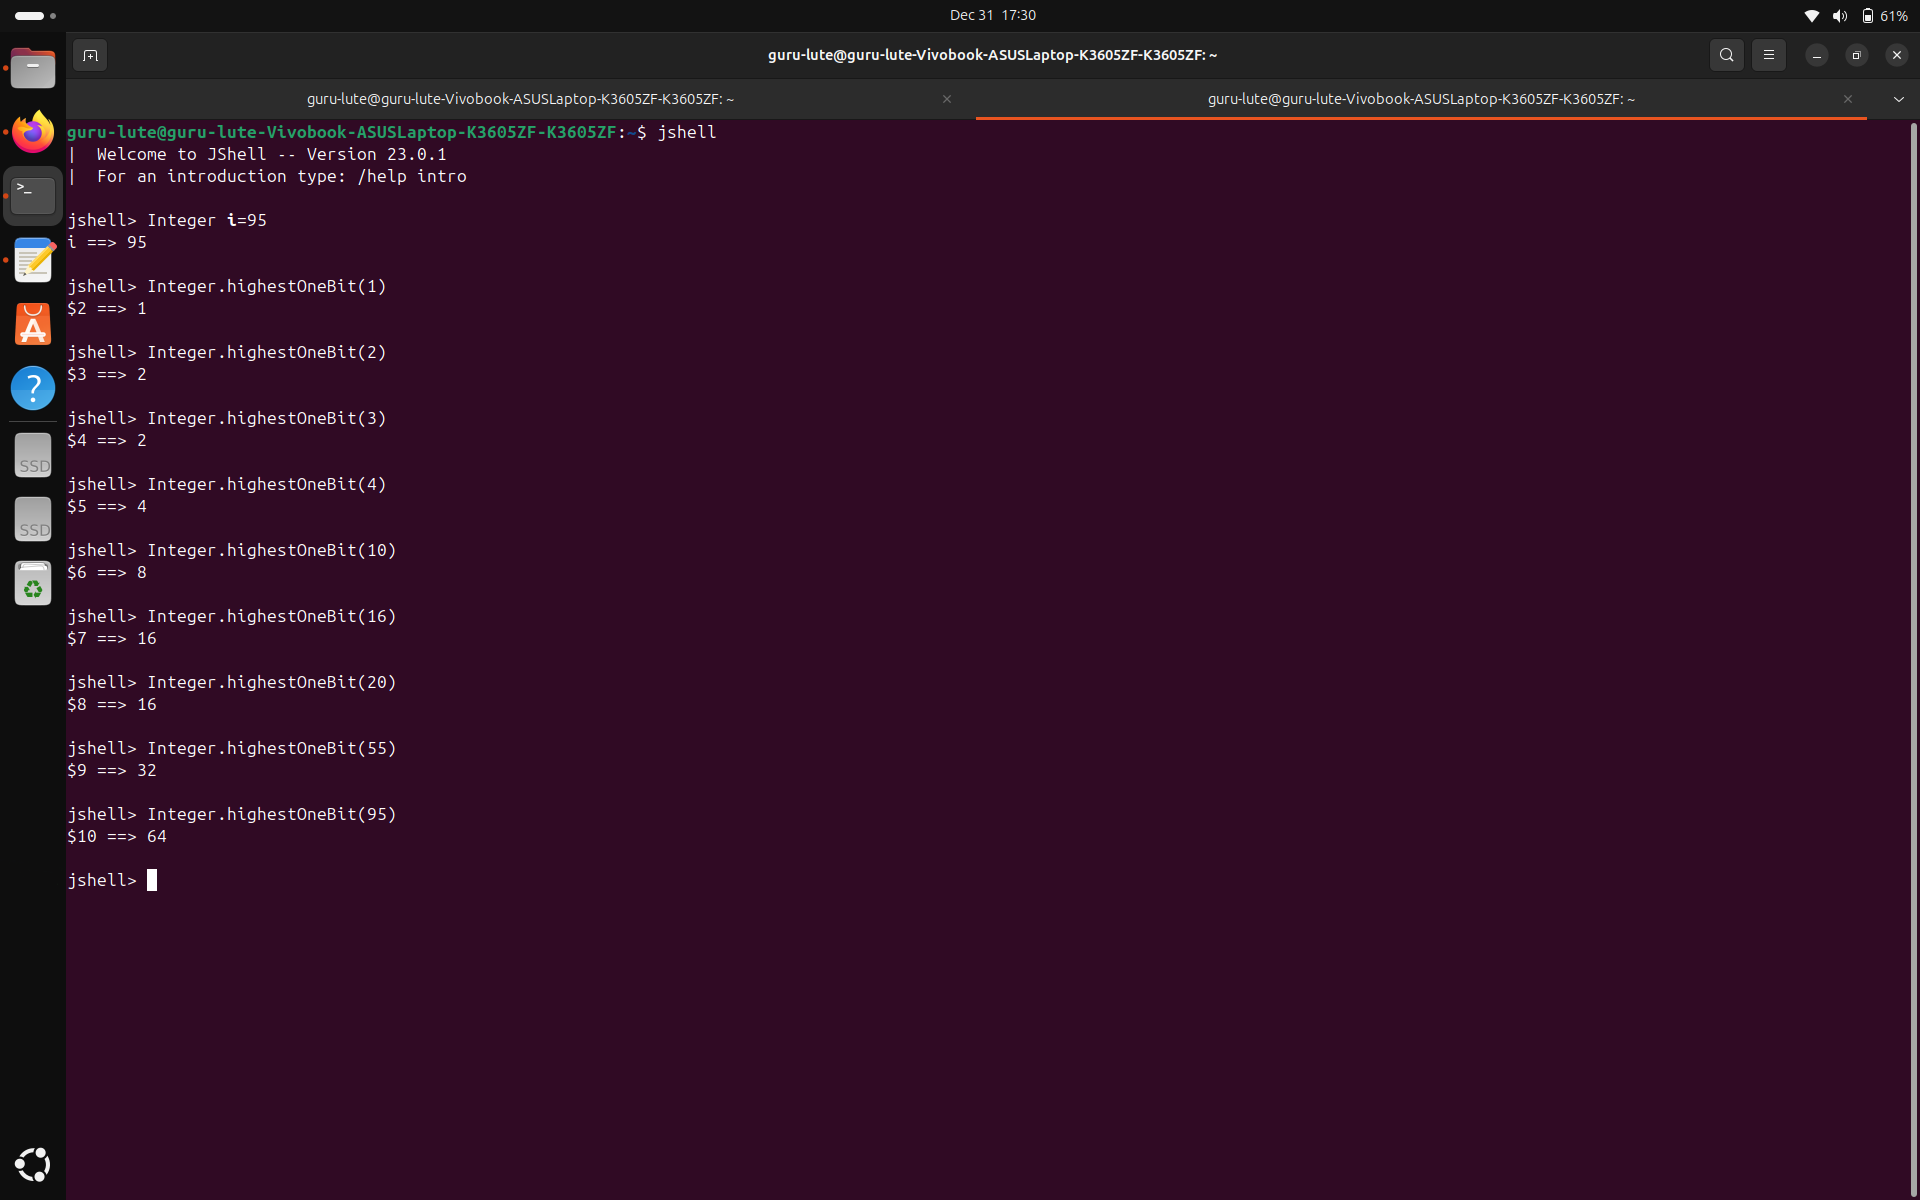 Dec 31 17:30
61%
guru-lute@guru-lute-Vivobook-ASUSLaptop-K3605ZF-K3605ZF: ~
guru-lute@guru-lute-Vivobook-ASUSLaptop-K3605ZF-K3605ZF: ~
guru-lute@guru-lute-Vivobook-ASUSLaptop-K3605ZF-K3605ZF: ~
guru-lute@guru-lute-Vivobook-ASUSLaptop-K3605ZF-K3605ZF:~$ jshell
|  Welcome to JShell -- Version 23.0.1
|  For an introduction type: /help intro
jshell> Integer i=95
i ==> 95
jshell> Integer.highestOneBit(1)
$2 ==> 1
jshell> Integer.highestOneBit(2)
$3 ==> 2
jshell> Integer.highestOneBit(3)
$4 ==> 2
jshell> Integer.highestOneBit(4)
$5 ==> 4
jshell> Integer.highestOneBit(10)
$6 ==> 8
jshell> Integer.highestOneBit(16)
$7 ==> 16
jshell> Integer.highestOneBit(20)
$8 ==> 16
jshell> Integer.highestOneBit(55)
$9 ==> 32
jshell> Integer.highestOneBit(95)
$10 ==> 64
jshell>
>_
A
?
SSD
SSD